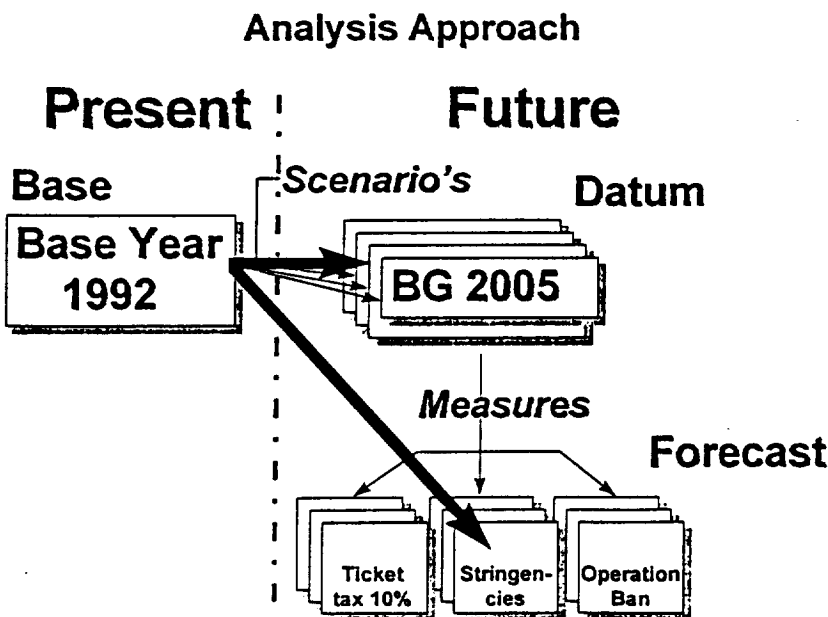 Analysis Approach
Present
Future
Base
Scenario's
Datum
Base Year
1992
BG 2005
Measures
Forecast
Ticket
tax 10%
Stringen-
cies
Operation
Ban